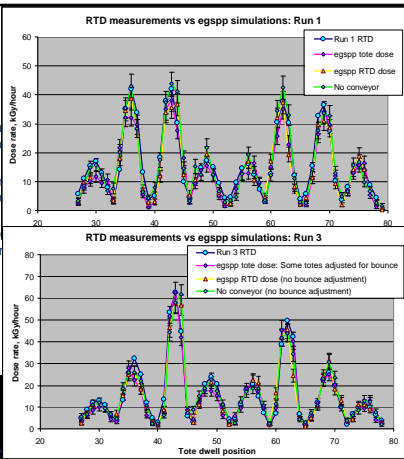 RTD measurements vs egspp simulations: Run 1
Dose rate, kGy/hour
60
50
40
30
20
10
0
20 30 40 50 60 70 80
Run 1 RTD
egspp tote dose
egspp RTD dose
No conveyor
RTD measurements vs egspp simulations: Run 3
Dose rate, kGy/hour
80
70
60
50
40
30
20
10
0
20 30 40 50 60 70 80
Run 3 RTD
egspp tote dose: Some totes adjusted for bounce
egspp RTD dose (no bounce adjustment)
No conveyor (no bounce adjustment)
Tote dwell position